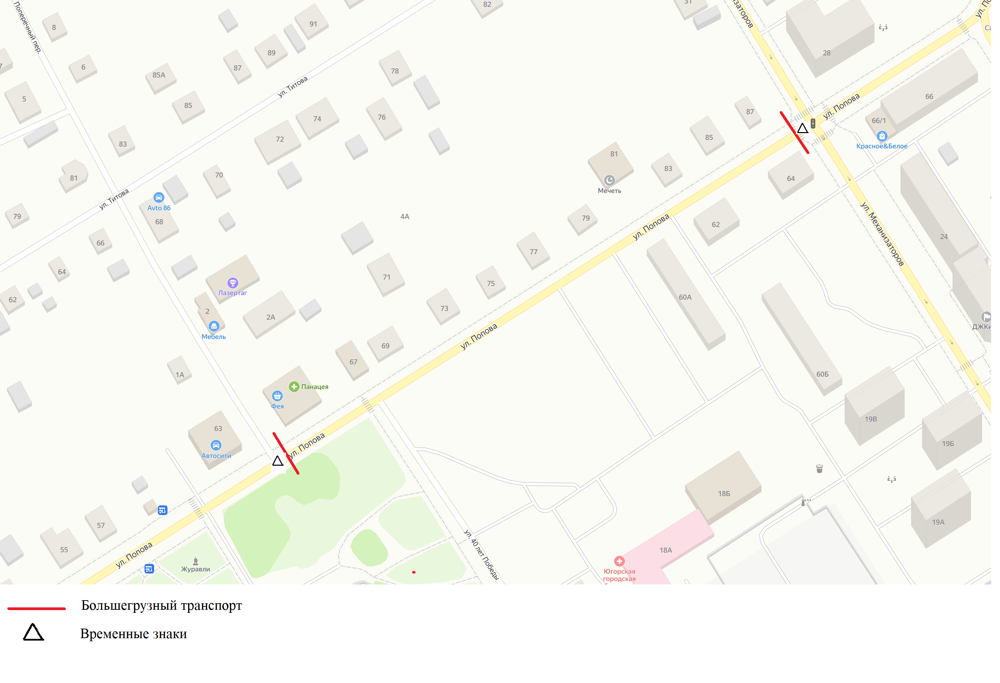 Поперечный пер.
8
91
82
31
изаторов
ул. По
89
28
87
6
85А
78
ул. Титова
5
85
74
76
87
ул. Попова
66
66/1
Красное&Белое
83
72
85
81
Мечеть
83
64
81
70
ул. Титова
Avto 86
68
79
4А
79
ул. Попова
62
ул. Механизаторов
24
66
64
77
71
75
62
Лазертаг
2
2А
73
60А
Мебель
ул. Попова
69
67
1А
60Б
Панацея
Фея
63
Автосити
ул. Попова
19В
19Б
57
18Б
19А
55
ул. Попова
Журавли
ул. 40 лет Победы
18А
Югорская
городская
Большегрузный транспорт
Временные знаки